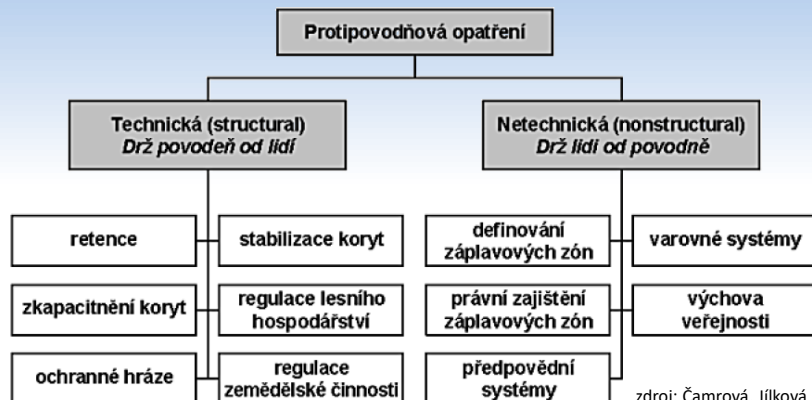 Protipovodňová opatření
Technická (structural)
Drž povodeň od lidí
Netechnická (nonstructural)
Drž lidi od povodně
retence
stabilizace koryt
zkapacitnění koryt
regulace lesního
hospodářství
ochranné hráze
regulace
zemědělské činnosti
definování
záplavových zón
varovné systémy
právní zajištění
záplavových zón
výchova
veřejnosti
předpovědní
systémy
zdroj: Čamrová, Jílková